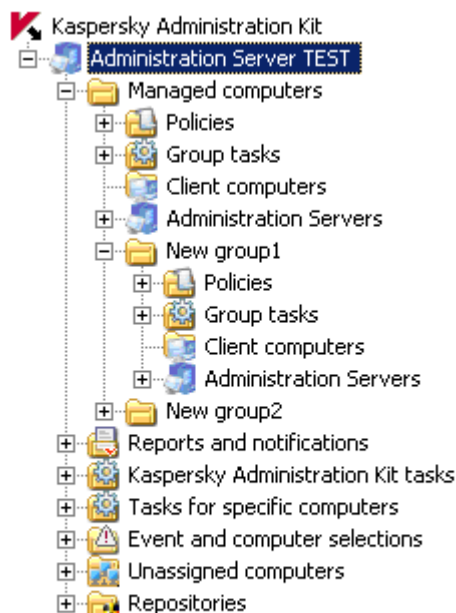 Kaspersky Administration Kit
Administration Server TEST
Managed computers
Policies
Group tasks
Client computers
Administration Servers
New group1
Policies
Group tasks
Client computers
Administration Servers
New group2
Reports and notifications
Kaspersky Administration Kit tasks
Tasks for specific computers
Event and computer selections
Unassigned computers
Repositories